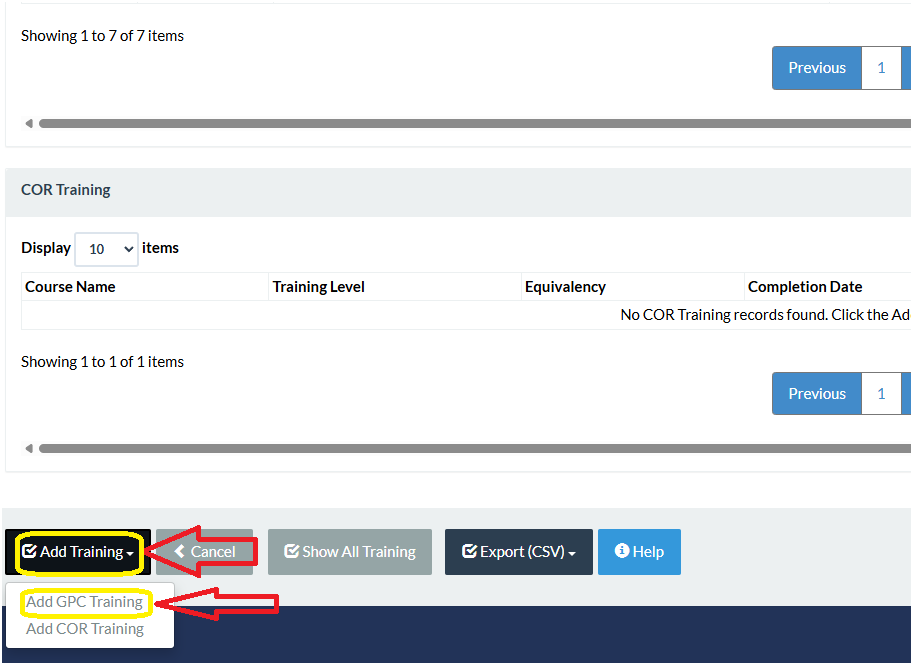 Showing 1 to 7 of 7 items
Previous 1
COR Training
Display 10 items
Course Name Training Level Equivalency Completion Date
No COR Training records found. Click the Ad
Showing 1 to 1 of 1 items
Previous 1
Add Training Cancel Show All Training Export (CSV) Help
Add GPC Training
Add COR Training